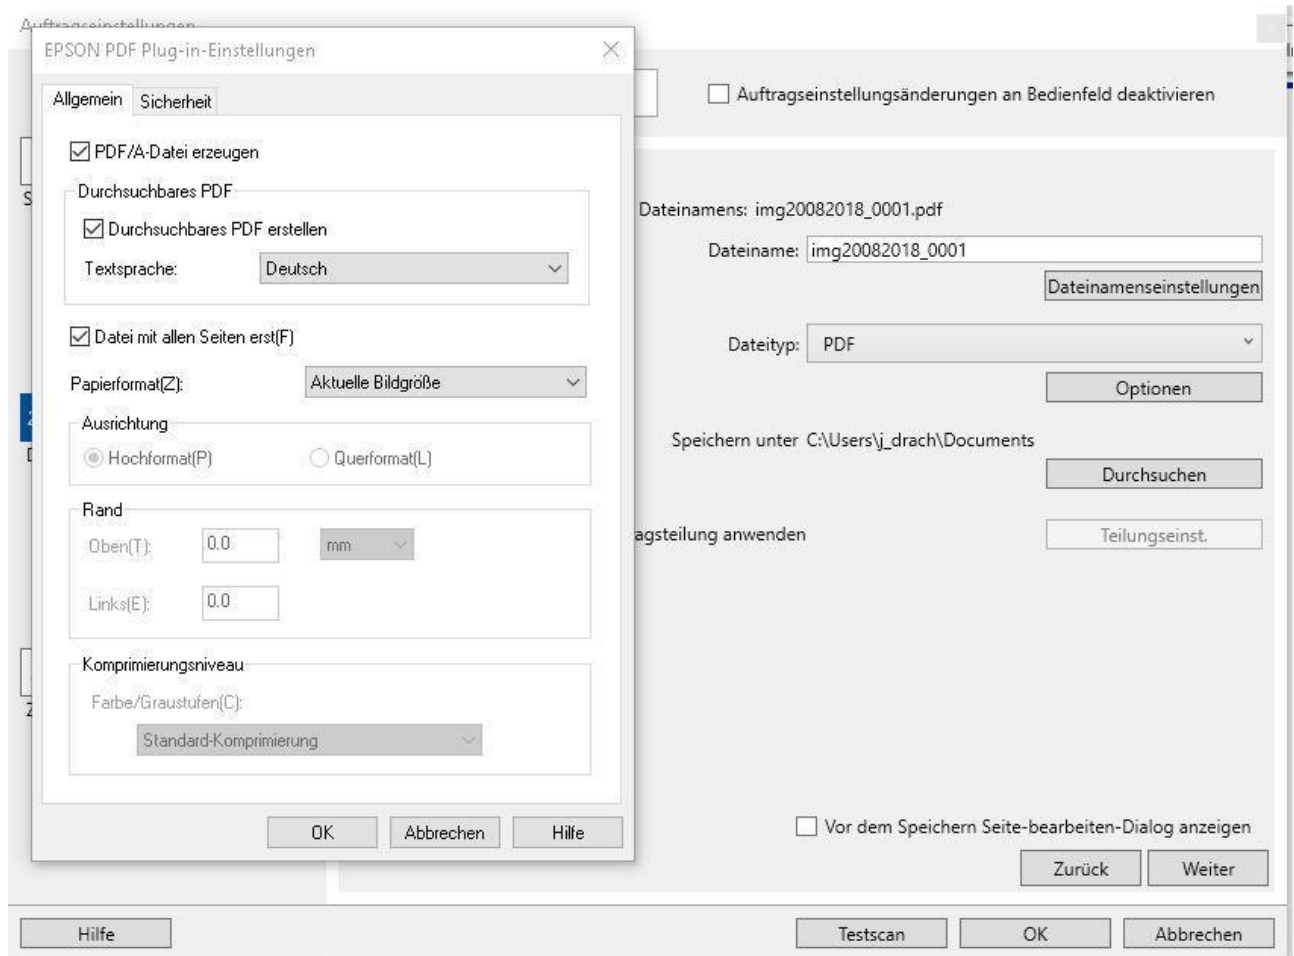 Auftragseinstellungen
EPSON PDF Plug-in-Einstellungen
Allgemein Sicherheit
PDF/A-Datei erzeugen
Durchsuchbares PDF
Durchsuchbares PDF erstellen
Textsprache: Deutsch
Datei mit allen Seiten erst(F)
Papierformat(Z): Aktuelle Bildgröße
Ausrichtung
Hochformat(P) Querformat(L)
Rand
Oben(T): 0.0 mm
Links(E): 0.0
Komprimierungsniveau
Farbe/Graustufen(C):
Standard-Komprimierung
OK Abbrechen Hilfe
Auftragseinstellungsänderungen an Bedienfeld deaktivieren
Dateinamens: img20082018_0001.pdf
Dateiname: img20082018_0001
Dateinamenseinstellungen
Dateityp: PDF
Optionen
Speichern unter C:\Users\j_drach\Documents
Durchsuchen
agsteilung anwenden Teilungseinst.
Vor dem Speichern Seite-bearbeiten-Dialog anzeigen
Zurück Weiter
Hilfe Testscan OK Abbrechen